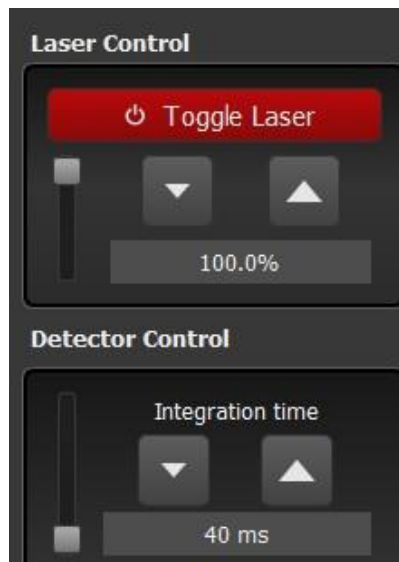 Laser Control
Toggle Laser
100.0%
Detector Control
Integration time
40 ms